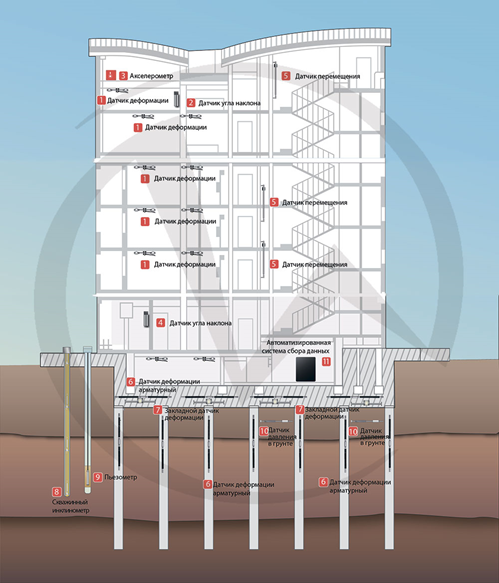 3 Акселерометр
5 Датчик перемещения
1 Датчик деформации
2 Датчик угла наклона
1 Датчик деформации
1 Датчик деформации
5 Датчик перемещения
1 Датчик деформации
1 Датчик деформации
5 Датчик перемещения
4 Датчик угла наклона
Автоматизированная
система сбора данных
11
6 Датчик деформации
арматурный
7 Закладной датчик
деформации
7 Закладной датчик
деформации
10 Датчик
давления
в грунте
10 Датчик
давления
в грунте
9 Пьезометр
8
Скважинный
инклинометр
6 Датчик деформации
арматурный
6 Датчик деформации
арматурный